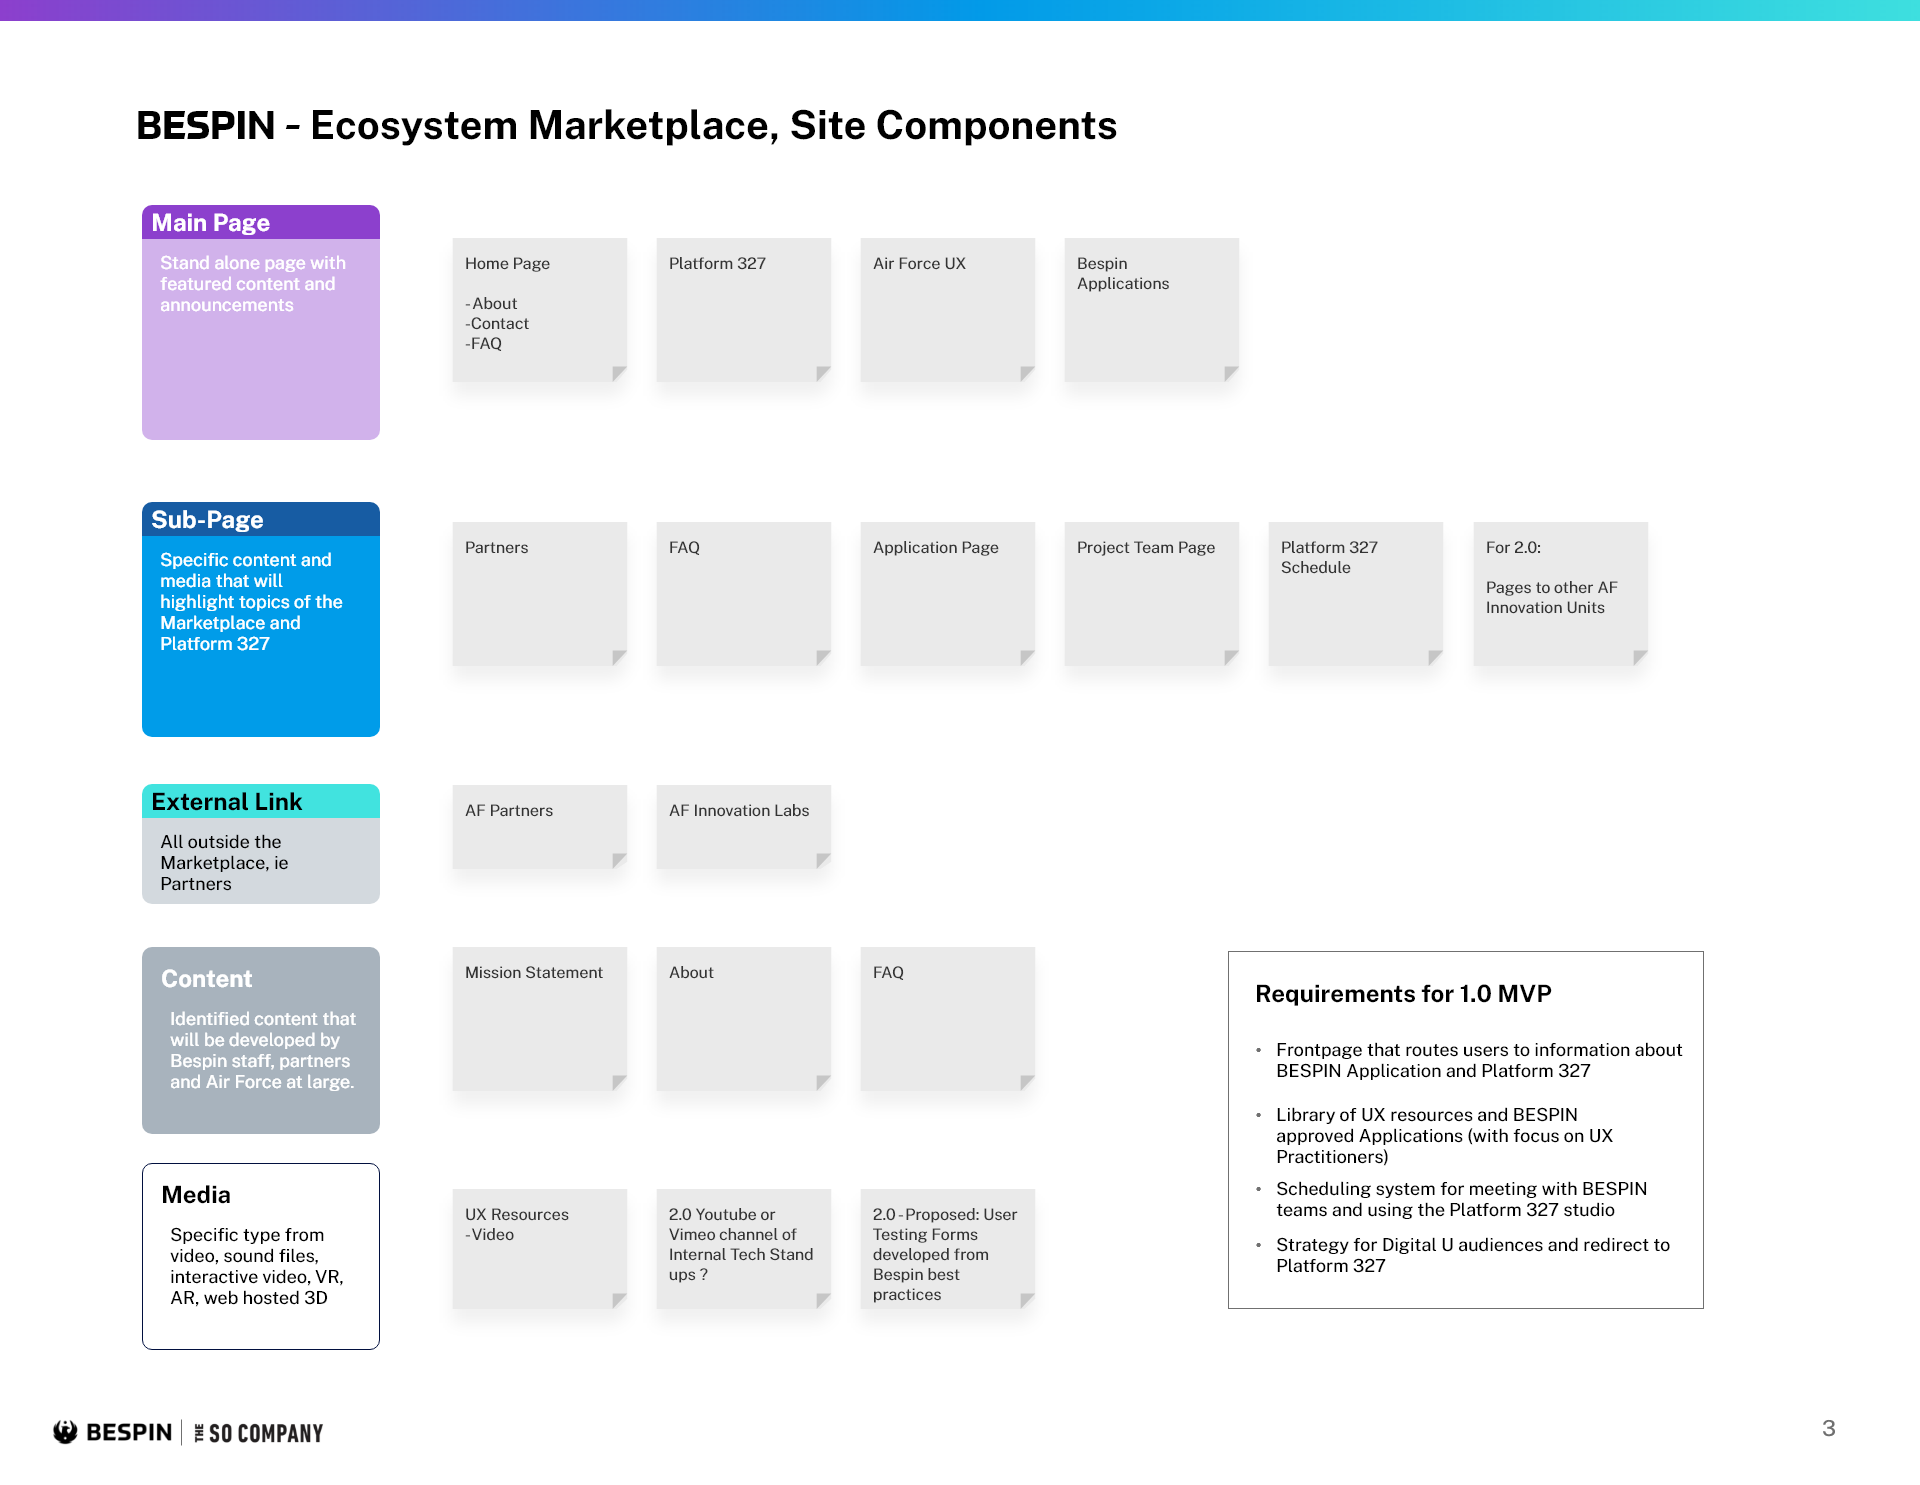 BESPIN - Ecosystem Marketplace, Site Components
Main Page
Stand alone page with
featured content and
announcements
Home Page
- About
-Contact
-FAQ
Platform 327
Air Force UX
Bespin
Applications
Sub-Page
Specific content and
media that will
highlight topics of the
Marketplace and
Platform 327
Partners
FAQ
Application Page
Project Team Page
Platform 327
Schedule
For 2.0:
Pages to other AF
Innovation Units
External Link
All outside the
Marketplace, ie
Partners
AF Partners
AF Innovation Labs
Content
Identified content that
will be developed by
Bespin staff, partners
and Air Force at large.
Mission Statement
About
FAQ
Media
Specific type from
video, sound files,
interactive video, VR,
AR, web hosted 3D
UX Resources
- Video
2.0 Youtube or
Vimeo channel of
Internal Tech Stand
ups ?
2.0 - Proposed: User
Testing Forms
developed from
Bespin best
practices
Requirements for 1.0 MVP
• Frontpage that routes users to information about
BESPIN Application and Platform 327
• Library of UX resources and BESPIN
approved Applications (with focus on UX
Practitioners)
• Scheduling system for meeting with BESPIN
teams and using the Platform 327 studio
• Strategy for Digital U audiences and redirect to
Platform 327
BESPIN | THE SO COMPANY
3